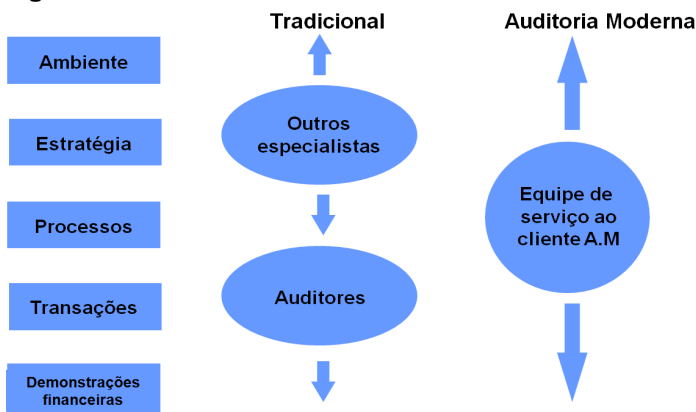 Tradicional
Auditoria Moderna
Ambiente
Outros
especialistas
Estratégia
Equipe de
serviço ao
cliente A.M
Processos
Auditores
Transações
Demonstrações
financeiras